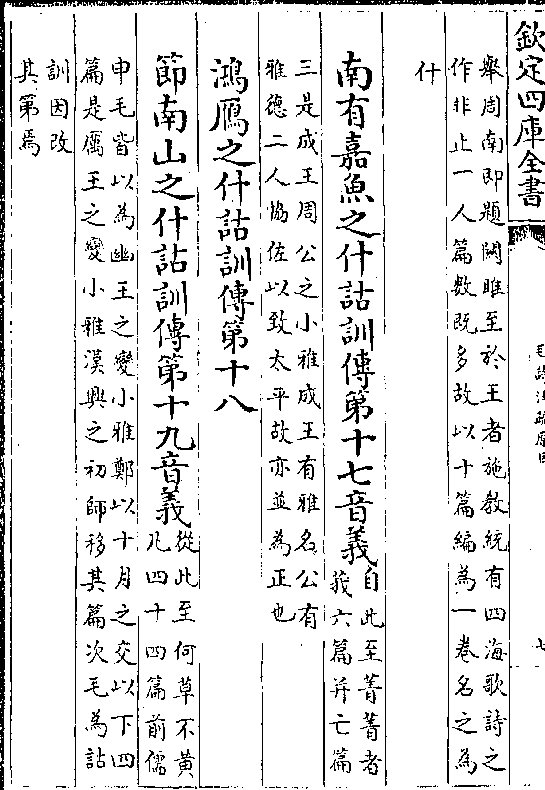 欽定四庫全書
毛詩注疏原目
七
舉周南即題關雎至於王者施教統有四海歌詩之
作非止一人篇數既多故以十篇編為一卷名之為
什
南有嘉魚之什詁訓傳第十七音義自此至菁菁者
莪六篇并亡篇
三是成王周公之小雅成王有雅名公有
雅德二人協佐以致太平故亦並為正也
鴻鴈之什詁訓傳第十八
節南山之什詁訓傳第十九音義從此至何草不黃
凡四十四篇前儒
申毛皆以為幽王之變小雅鄭以十月之交以下四
篇是厲王之變小雅漢興之初師移其篇次毛為詁
訓因改
其第焉